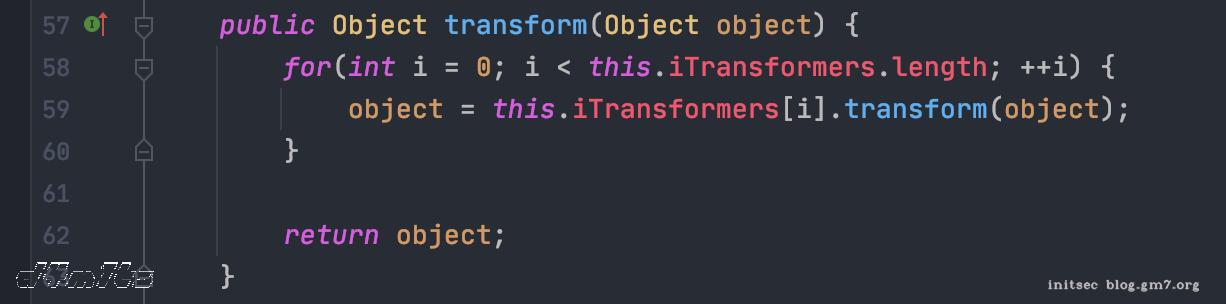 57 public Object transform(Object object) {
58 for(int i = 0; i < this.iTransformers.length; ++i) {
59 object = this.iTransformers[i].transform(object);
60 }
61
62 return object;
}
initsec blog.gm7.org